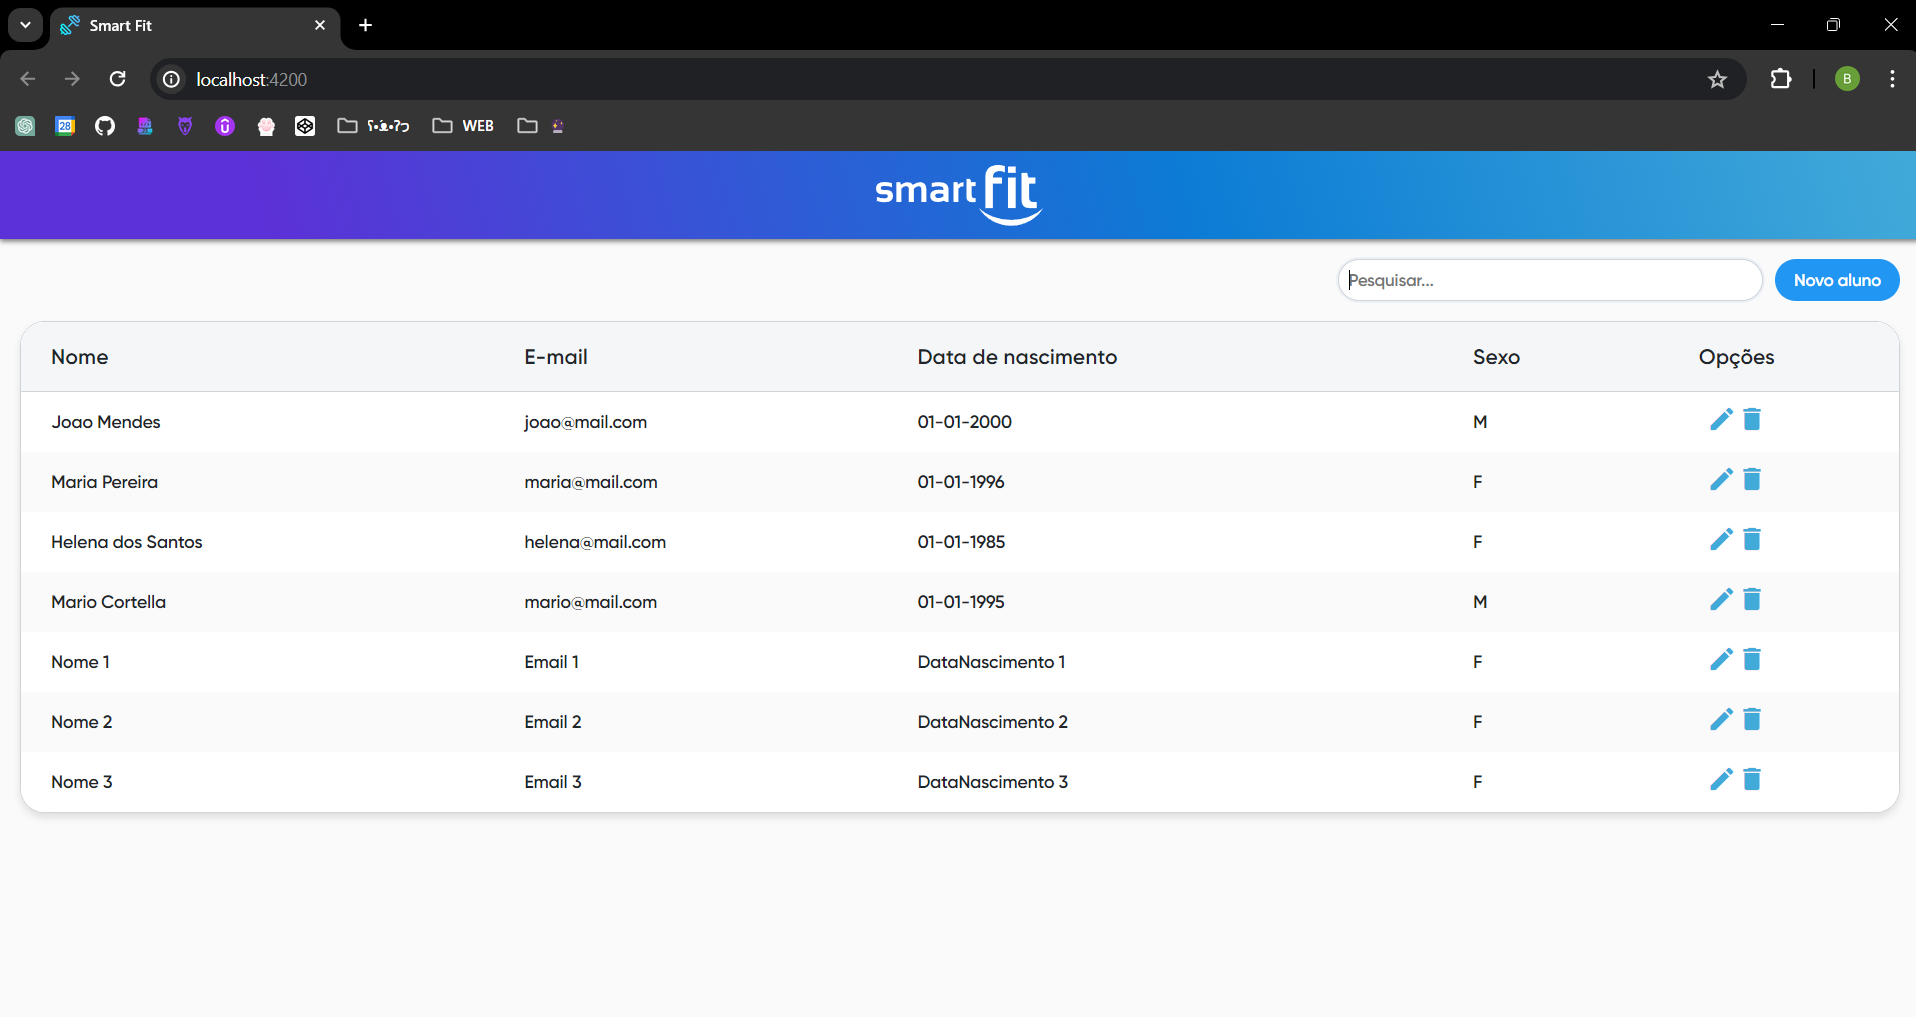 Smart Fit
localhost:4200
28
WEB
B
smart fit
Pesquisar...
Novo aluno
Nome E-mail Data de nascimento Sexo Opções
Joao Mendes joao@mail.com 01-01-2000 M
Maria Pereira maria@mail.com 01-01-1996 F
Helena dos Santos helena@mail.com 01-01-1985 F
Mario Cortella mario@mail.com 01-01-1995 M
Nome 1 Email 1 DataNascimento 1 F
Nome 2 Email 2 DataNascimento 2 F
Nome 3 Email 3 DataNascimento 3 F